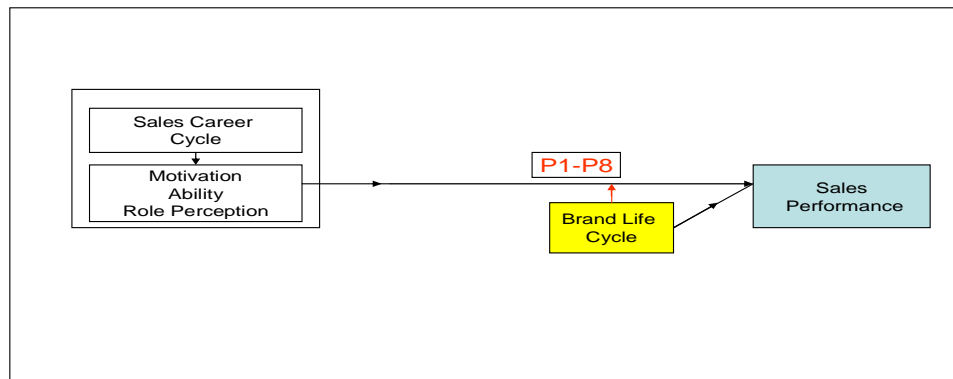 Sales Career
Cycle
Motivation
Ability
Role Perception
P1-P8
Brand Life
Cycle
Sales
Performance